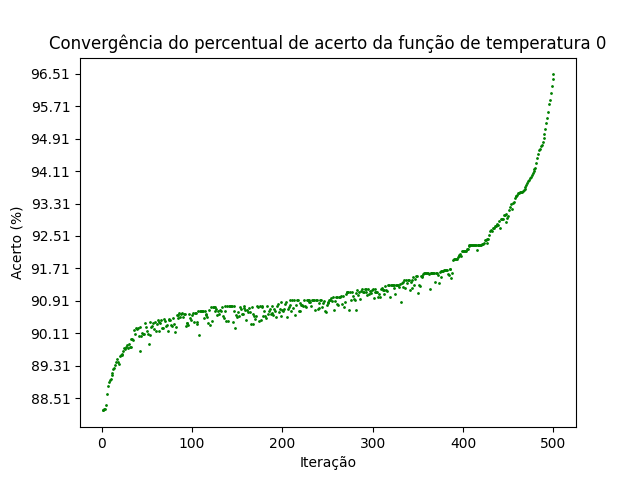 Convergência do percentual de acerto da função de temperatura 0
Acerto (%)
96.51
95.71
94.91
94.11
93.31
92.51
91.71
90.91
90.11
89.31
88.51
0 100 200 300 400 500
Iteração